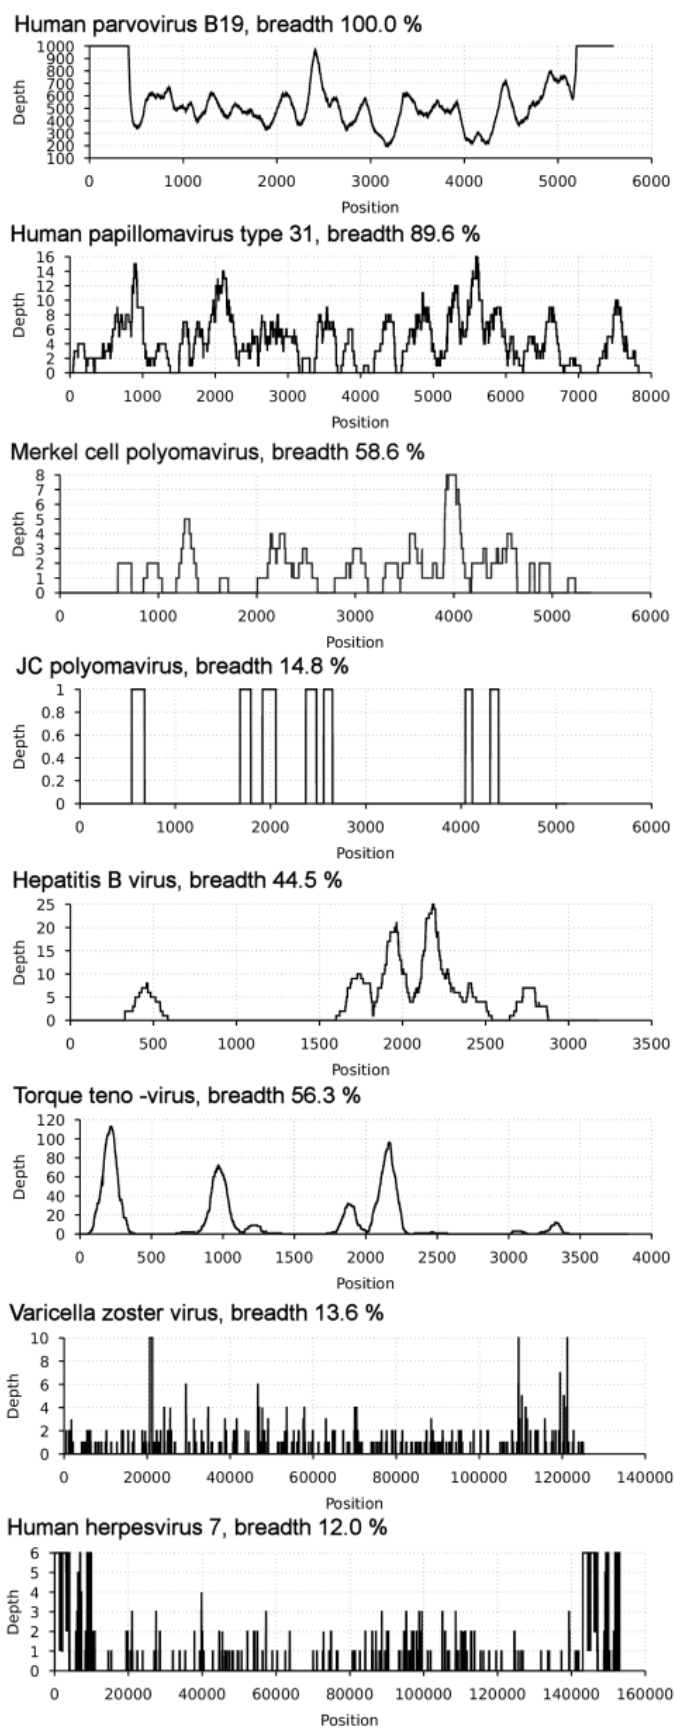 Human parvovirus B19, breadth 100.0 %
1000
900
800
700
600
500
400
300
200
100
Depth
0 1000 2000 3000 4000 5000 6000
Position
Human papillomavirus type 31, breadth 89.6 %
16
14
12
10
8
6
4
2
0
Depth
0 1000 2000 3000 4000 5000 6000 7000 8000
Position
Merkel cell polyomavirus, breadth 58.6 %
8
7
6
5
4
3
2
1
0
Depth
0 1000 2000 3000 4000 5000 6000
Position
JC polyomavirus, breadth 14.8 %
1
0.8
0.6
0.4
0.2
0
Depth
0 1000 2000 3000 4000 5000 6000
Position
Hepatitis B virus, breadth 44.5 %
25
20
15
10
5
0
Depth
0 500 1000 1500 2000 2500 3000 3500
Position
Torque teno -virus, breadth 56.3 %
120
100
80
60
40
20
0
Depth
0 500 1000 1500 2000 2500 3000 3500 4000
Position
Varicella zoster virus, breadth 13.6 %
10
8
6
4
2
0
Depth
0 20000 40000 60000 80000 100000 120000 140000
Position
Human herpesvirus 7, breadth 12.0 %
6
5
4
3
2
1
0
Depth
0 20000 40000 60000 80000 100000 120000 140000 160000
Position